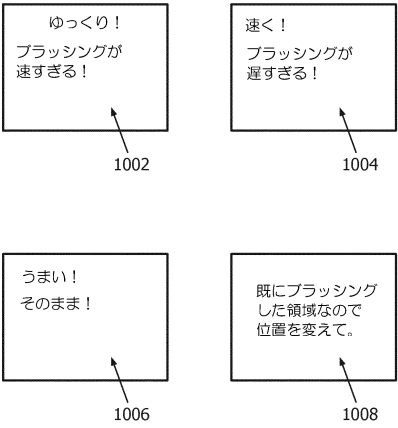 ゆっくり！
ブラッシングが
速すぎる！
1002
速く！
ブラッシングが
遅すぎる！
1004
うまい！
そのまま！
1006
既にブラッシング
した領域なので
位置を変えて。
1008